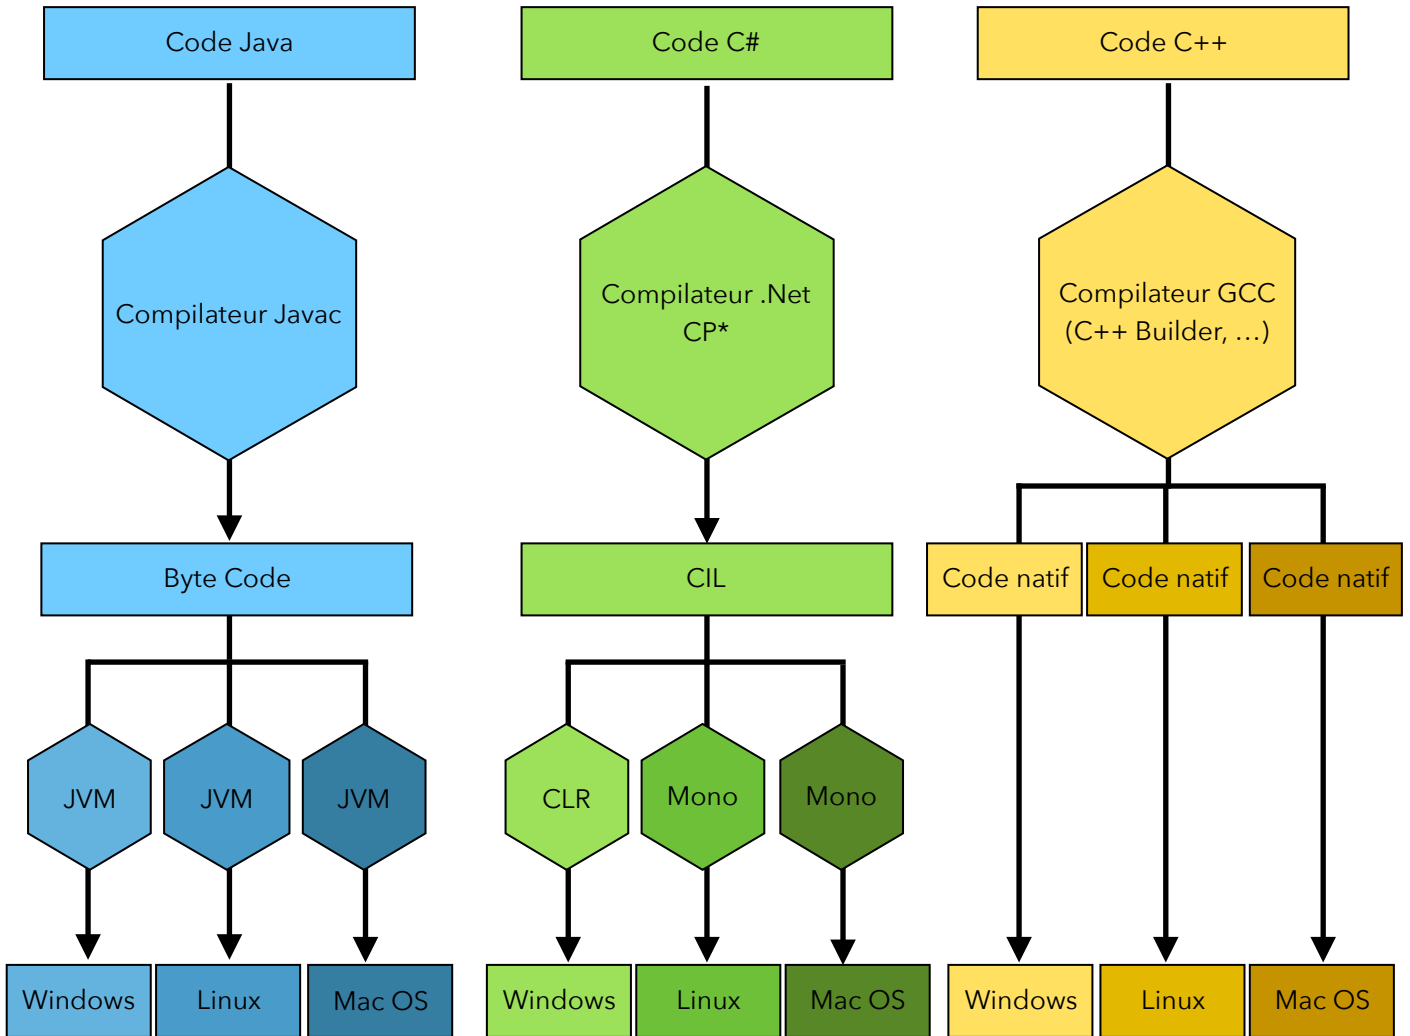 Code Java
Code C#
Code C++
Compilateur Javac
Compilateur .Net
CP*
Compilateur GCC
(C++ Builder, …)
Byte Code
CIL
Code natif
Code natif
Code natif
JVM
JVM
JVM
CLR
Mono
Mono
Windows
Linux
Mac OS
Windows
Linux
Mac OS
Windows
Linux
Mac OS